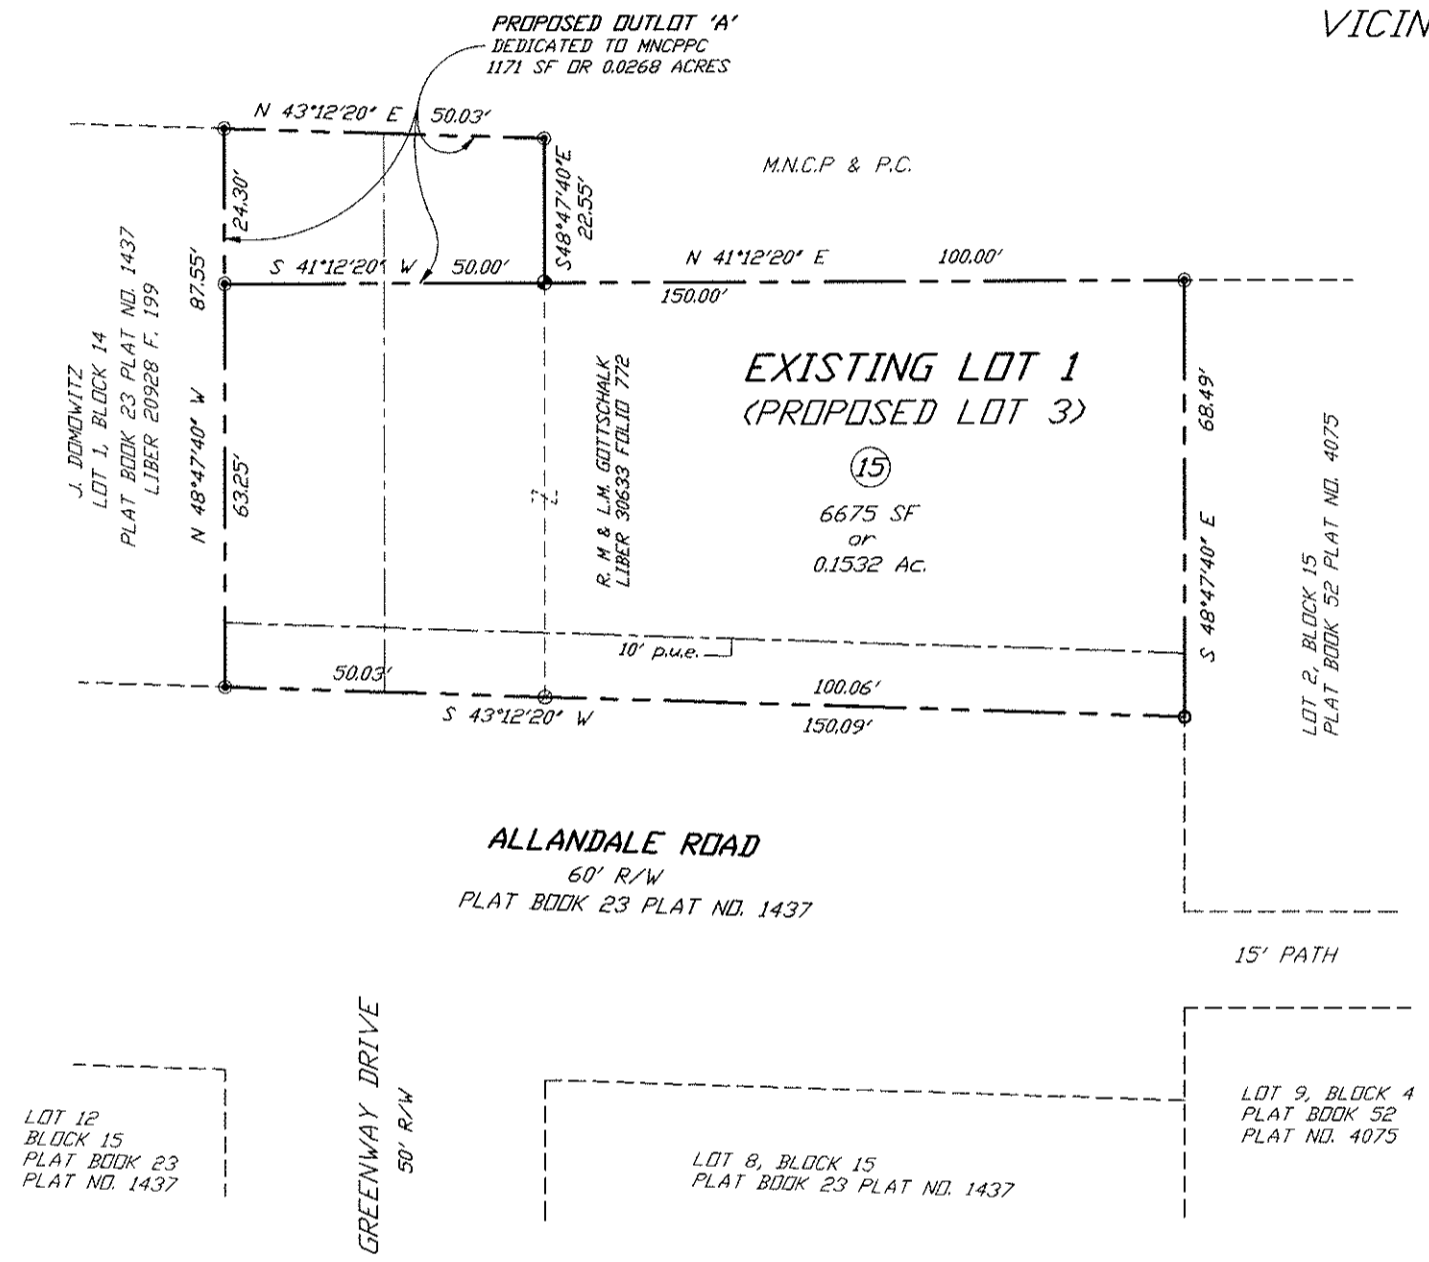 VICIN
PROPOSED OUTLOT 'A'
DEDICATED TO MNCPPC
1171 SF OR 0.0268 ACRES
N 43°12'20" E
50.03'
M.N.C.P & P.C.
24.30'
S48°47'40"E
22.55'
S 41°12'20" W
50.00'
N 41°12'20" E
100.00'
150.00'
J. DOMOWITZ
LOT 1, BLOCK 14
PLAT BOOK 23 PLAT NO. 1437
LIBER 20928 F. 199
N 48°47'40" W
87.55'
63.25'
R. M & L.M. GOTTSCHALK
LIBER 30633 FOLIO 772
EXISTING LOT 1
(PROPOSED LOT 3)
15
6675 SF
or
0.1532 Ac.
68.49'
S 48°47'40" E
LOT 2, BLOCK 15
PLAT BOOK 52 PLAT NO. 4075
10' p.u.e.
50.03'
100.06'
S 43°12'20" W
150.09'
ALLANDALE ROAD
60' R/W
PLAT BOOK 23 PLAT NO. 1437
15' PATH
GREENWAY DRIVE
50' R/W
LOT 12
BLOCK 15
PLAT BOOK 23
PLAT NO. 1437
LOT 8, BLOCK 15
PLAT BOOK 23 PLAT NO. 1437
LOT 9, BLOCK 4
PLAT BOOK 52
PLAT NO. 4075